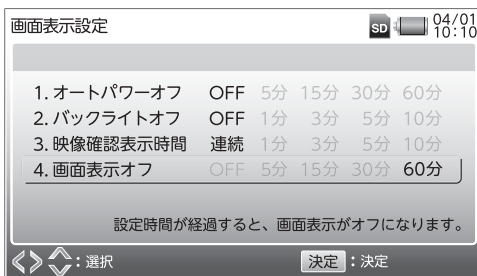 画面表示設定 SD 04/01
10:10
1. オートパワーオフ OFF 5分 15分 30分 60分
2. バックライトオフ OFF 1分 3分 5分 10分
3. 映像確認表示時間 連続 1分 3分 5分 10分
4. 画面表示オフ OFF 5分 15分 30分 60分
設定時間が経過すると、画面表示がオフになります。
：選択 決定：決定